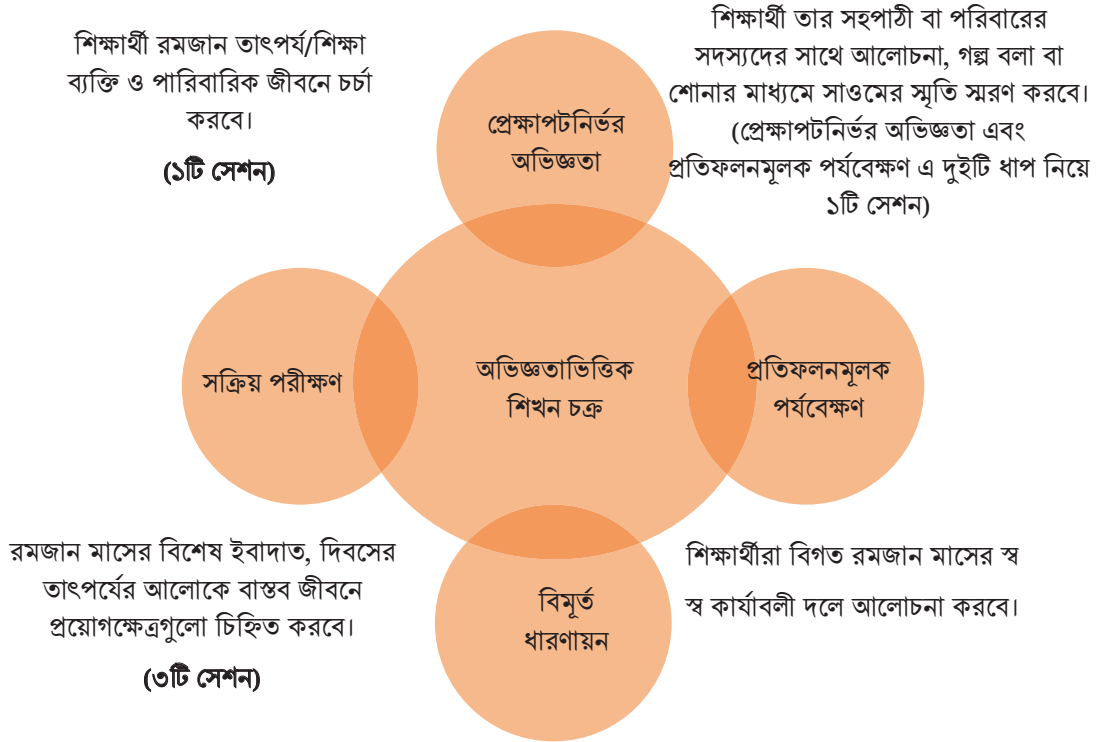 শিক্ষার্থী রমজান তাৎপর্য/শিক্ষা
ব্যক্তি ও পারিবারিক জীবনে চর্চা
করবে।
(১টি সেশন)
প্রেক্ষাপটনির্ভর
অভিজ্ঞতা
শিক্ষার্থী তার সহপাঠী বা পরিবারের
সদস্যদের সাথে আলোচনা, গল্প বলা বা
শোনার মাধ্যমে সাওমের স্মৃতি স্মরণ করবে।
(প্রেক্ষাপটনির্ভর অভিজ্ঞতা এবং
প্রতিফলনমূলক পর্যবেক্ষণ এ দুইটি ধাপ নিয়ে
১টি সেশন)
সক্রিয় পরীক্ষণ
অভিজ্ঞতাভিত্তিক
শিখন চক্র
প্রতিফলনমূলক
পর্যবেক্ষণ
রমজান মাসের বিশেষ ইবাদাত, দিবসের
তাৎপর্যের আলোকে বাস্তব জীবনে
প্রয়োগক্ষেত্রগুলো চিহ্নিত করবে।
(৩টি সেশন)
বিমূর্ত
ধারণায়ন
শিক্ষার্থীরা বিগত রমজান মাসের স্ব
স্ব কার্যাবলী দলে আলোচনা করবে।